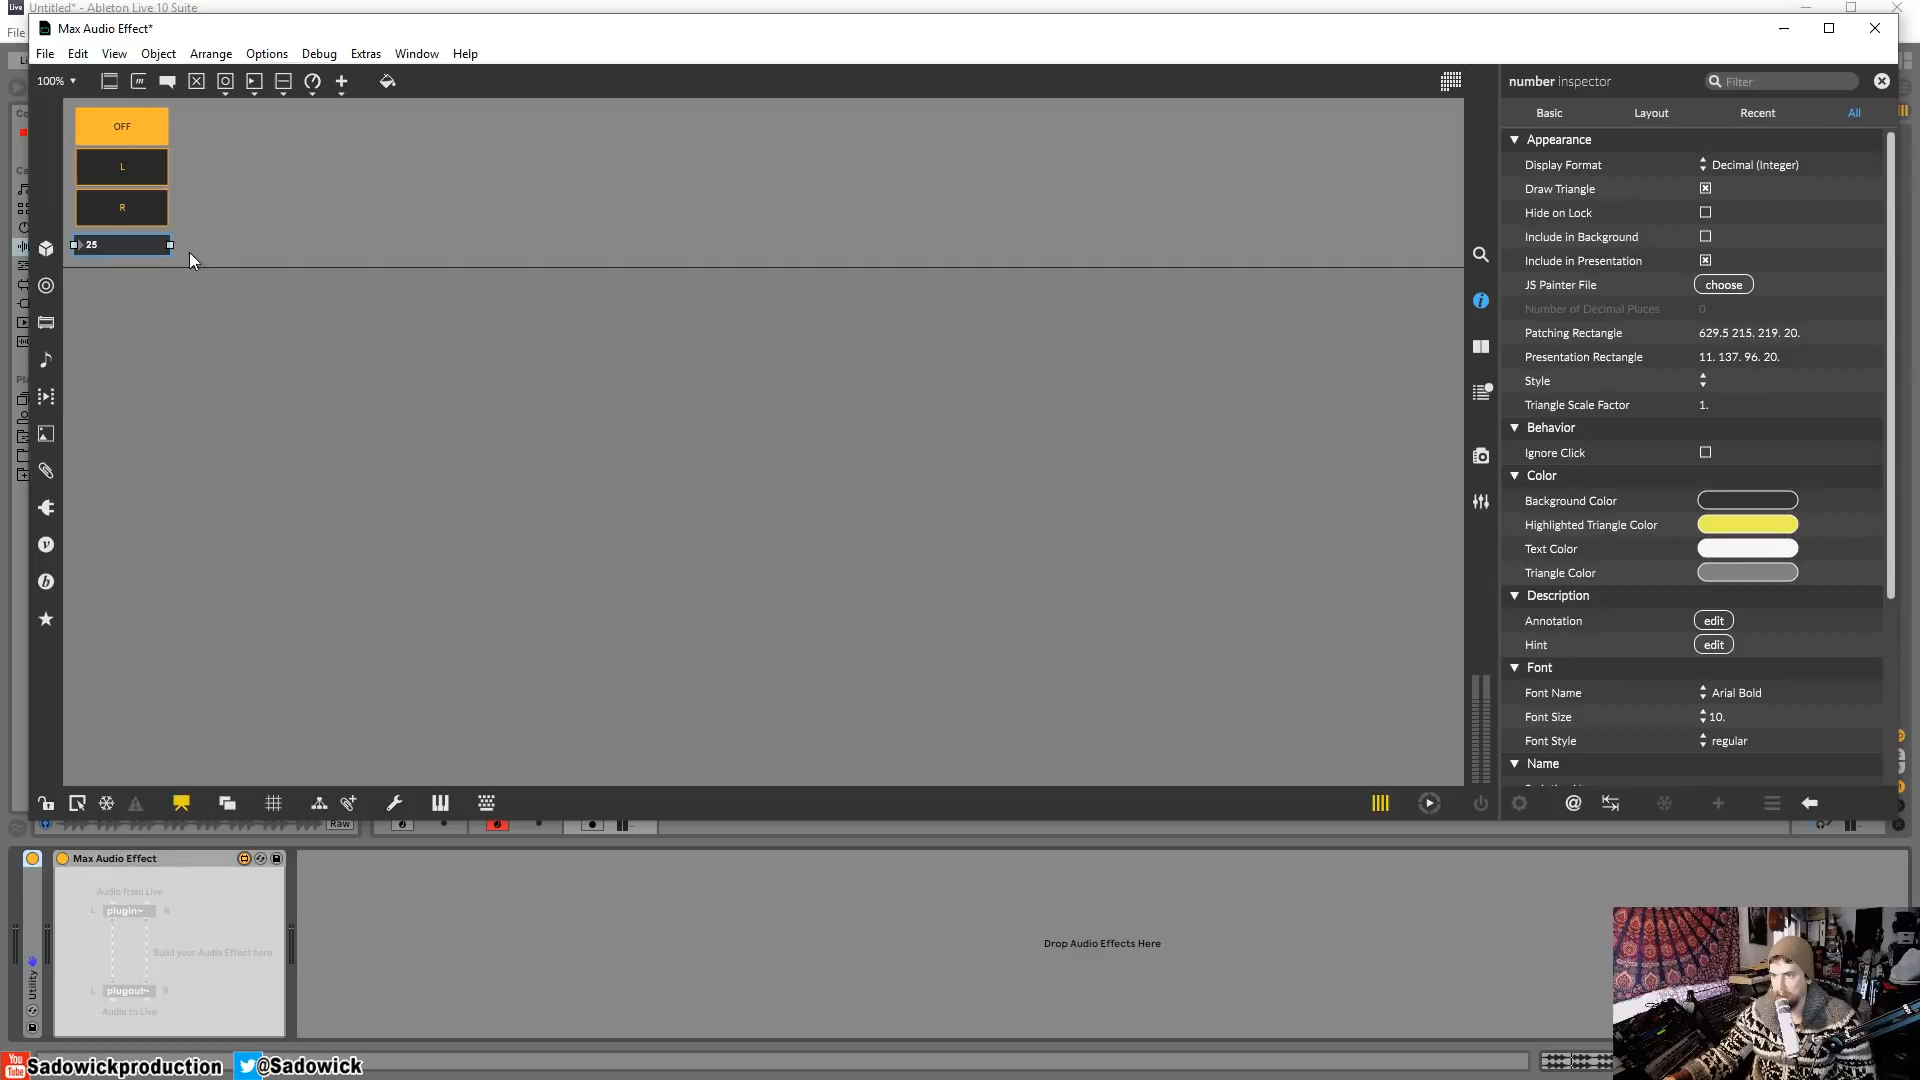 Live Untitled* - Ableton Live 10 Suite
File
Max Audio Effect*
File Edit View Object Arrange Options Debug Extras Window Help
100%
number inspector
Filter
Basic Layout Recent All
OFF
L
R
25
Appearance
Display Format Decimal (Integer)
Draw Triangle
Hide on Lock
Include in Background
Include in Presentation
JS Painter File choose
Number of Decimal Places 0
Patching Rectangle 629.5 215. 219. 20.
Presentation Rectangle 11. 137. 96. 20.
Style
Triangle Scale Factor 1.
Behavior
Ignore Click
Color
Background Color
Highlighted Triangle Color
Text Color
Triangle Color
Description
Annotation edit
Hint edit
Font
Font Name Arial Bold
Font Size 10.
Font Style regular
Name
Raw
Max Audio Effect
Audio from Live
L plugin~ R
Build your Audio Effect here
L plugout~ R
Audio to Live
Utility
Drop Audio Effects Here
You Tube Sadowickproduction @Sadowick